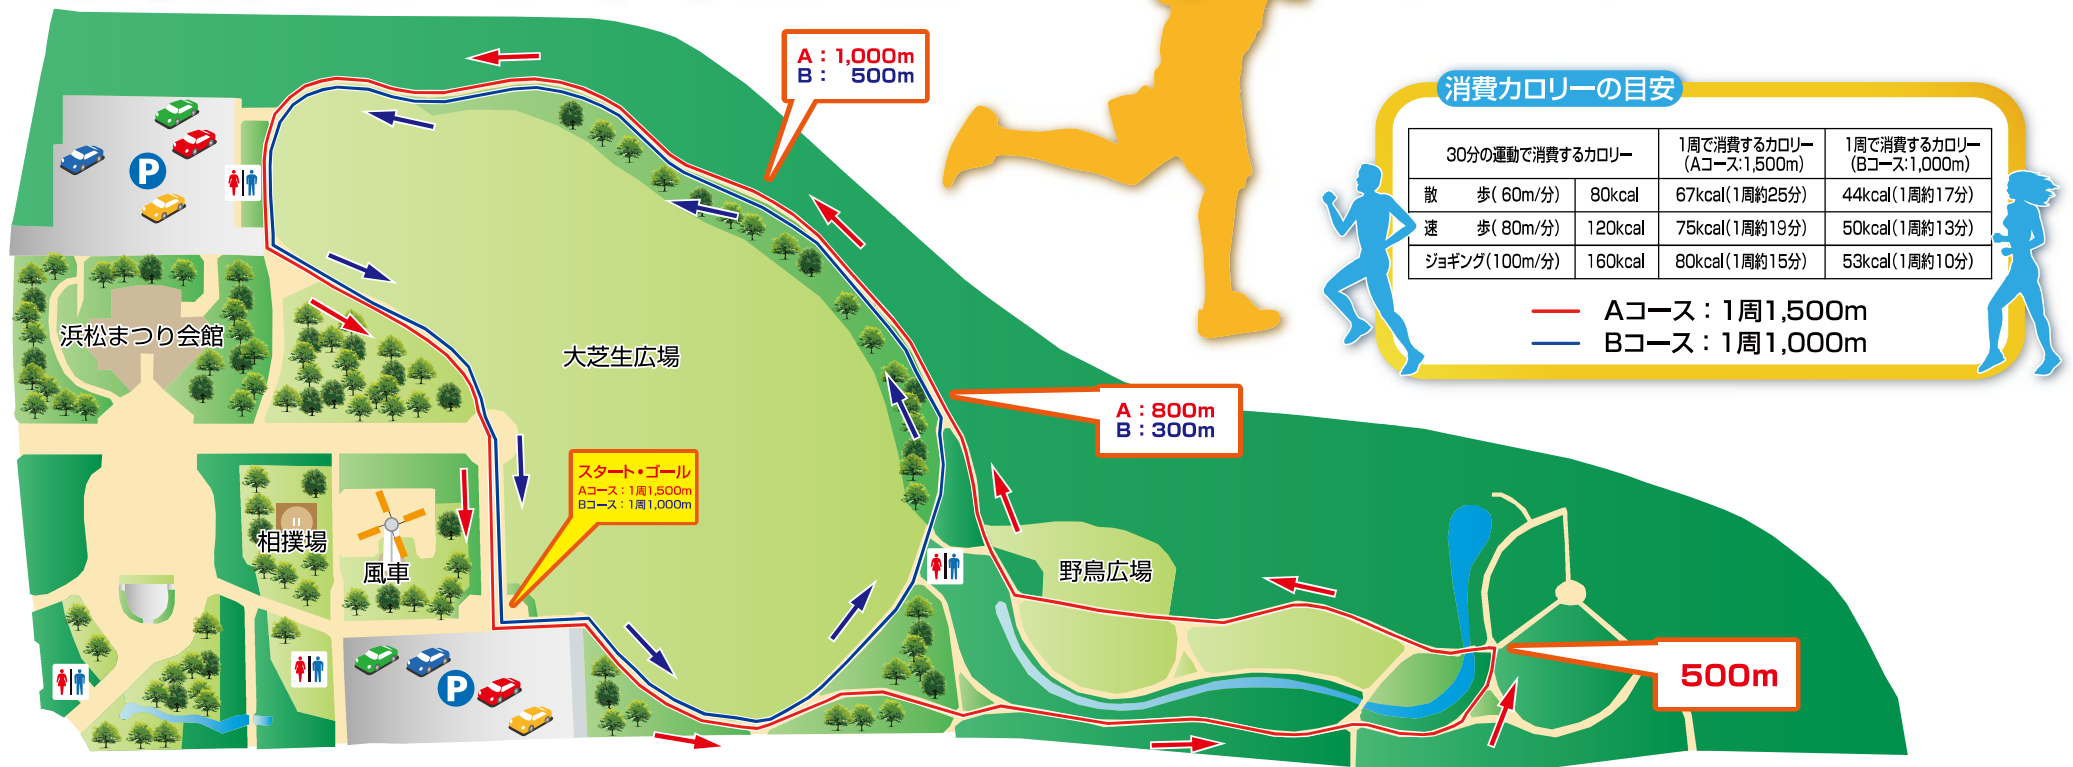 A：1,000m
B： 500m
消費カロリーの目安
30分の運動で消費するカロリー
1周で消費するカロリー
(Aコース:1,500m)
1周で消費するカロリー
(Bコース:1,000m)
散 歩( 60m/分) 80kcal 67kcal(1周約25分) 44kcal(1周約17分)
速 歩( 80m/分) 120kcal 75kcal(1周約19分) 50kcal(1周約13分)
ジョギング(100m/分) 160kcal 80kcal(1周約15分) 53kcal(1周約10分)
Aコース：1周1,500m
Bコース：1周1,000m
P
浜松まつり会館
大芝生広場
A：800m
B：300m
スタート・ゴール
Aコース：1周1,500m
Bコース：1周1,000m
相撲場
風車
野鳥広場
500m
P